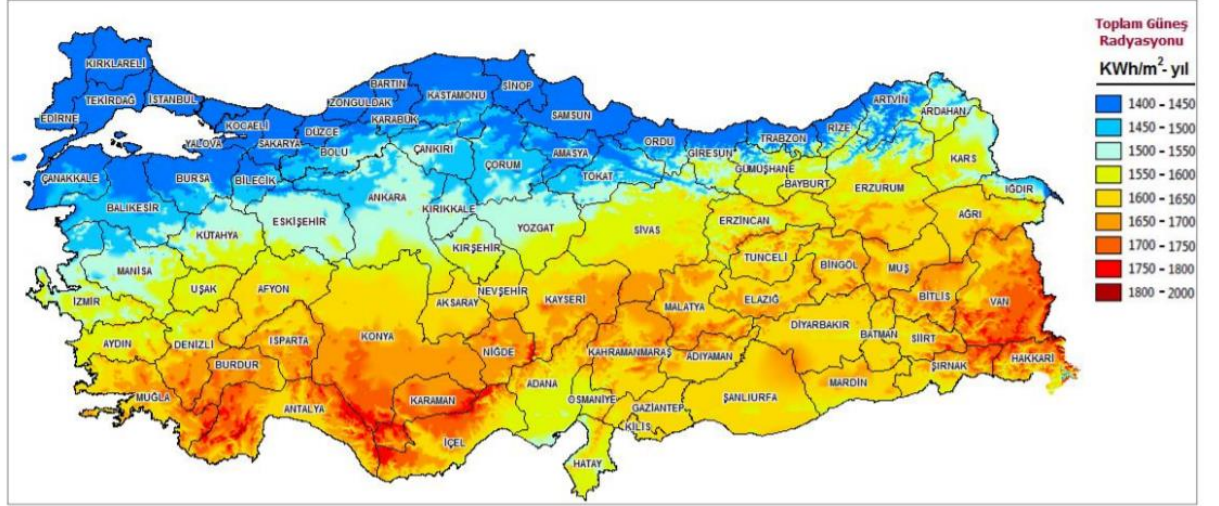 Toplam Güneş
Radyasyonu
KWh/m²- yıl
1400 - 1450
1450 - 1500
1500 - 1550
1550 - 1600
1600 - 1650
1650 - 1700
1700 - 1750
1750 - 1800
1800 - 2000
KIRKLARELİ
TEKİRDAĞ
İSTANBUL
EDİRNE
KOCAELİ
YALOVA
SAKARYA
DÜZCE
BOLU
ZONGULDAK
BARTIN
KARABÜK
KASTAMONU
SİNOP
SAMSUN
ÇANKIRI
ÇORUM
AMASYA
TOKAT
ORDU
GİRESUN
TRABZON
RİZE
ARTVİN
ARDAHAN
GÜMÜŞHANE
BAYBURT
ERZURUM
KARS
IĞDIR
AĞRI
ÇANAKKALE
BURSA
BİLECİK
BALIKESİR
ESKİŞEHİR
ANKARA
KIRIKKALE
KÜTAHYA
KIRŞEHİR
YOZGAT
SİVAS
ERZİNCAN
TUNCELİ
BİNGÖL
MUŞ
BİTLİS
VAN
MANİSA
İZMİR
UŞAK
AFYON
AKSARAY
NEVŞEHİR
KAYSERİ
MALATYA
ELAZIĞ
DİYARBAKIR
BATMAN
SİİRT
ŞIRNAK
HAKKARİ
AYDIN
DENİZLİ
ISPARTA
BURDUR
KONYA
NİĞDE
KAHRAMANMARAŞ
ADIYAMAN
MARDİN
ŞANLIURFA
MUĞLA
ANTALYA
KARAMAN
İÇEL
ADANA
OSMANİYE
GAZİANTEP
KİLİS
HATAY